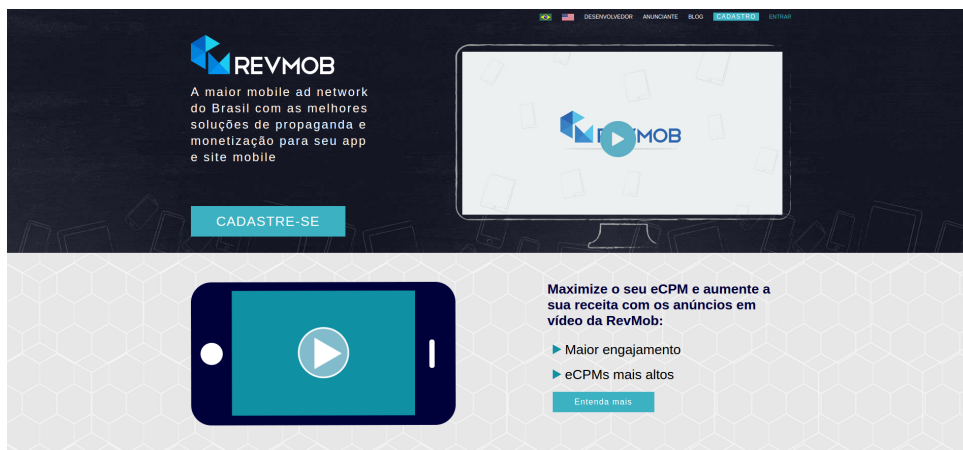 DESENVOLVEDOR ANUNCIANTE BLOG CADASTRO ENTRAR
REVMOB
A maior mobile ad network
do Brasil com as melhores
soluções de propaganda e
monetização para seu app
e site mobile
CADASTRE-SE
Maximize o seu eCPM e aumente a
sua receita com os anúncios em
vídeo da RevMob:
Maior engajamento
eCPMs mais altos
Entenda mais